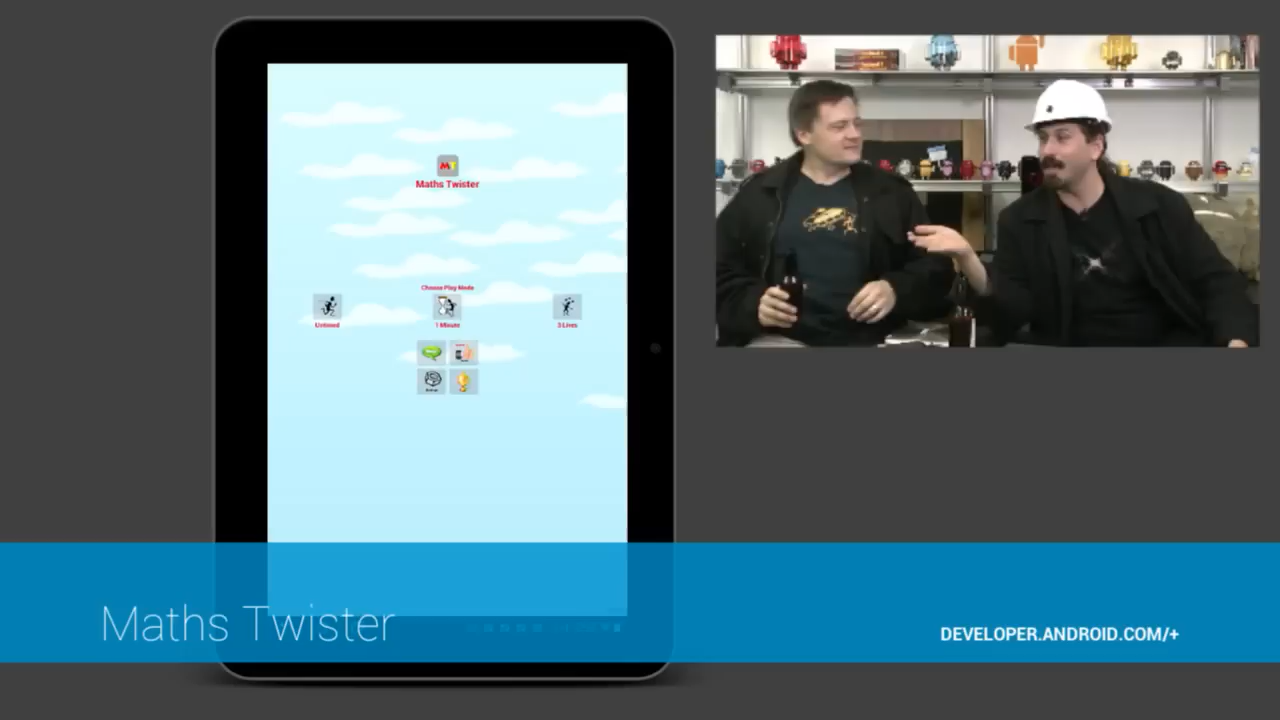 MT
Maths Twister
Choose Play Mode
Untimed
1 Minute
3 Lives
Maths Twister
DEVELOPER.ANDROID.COM/+